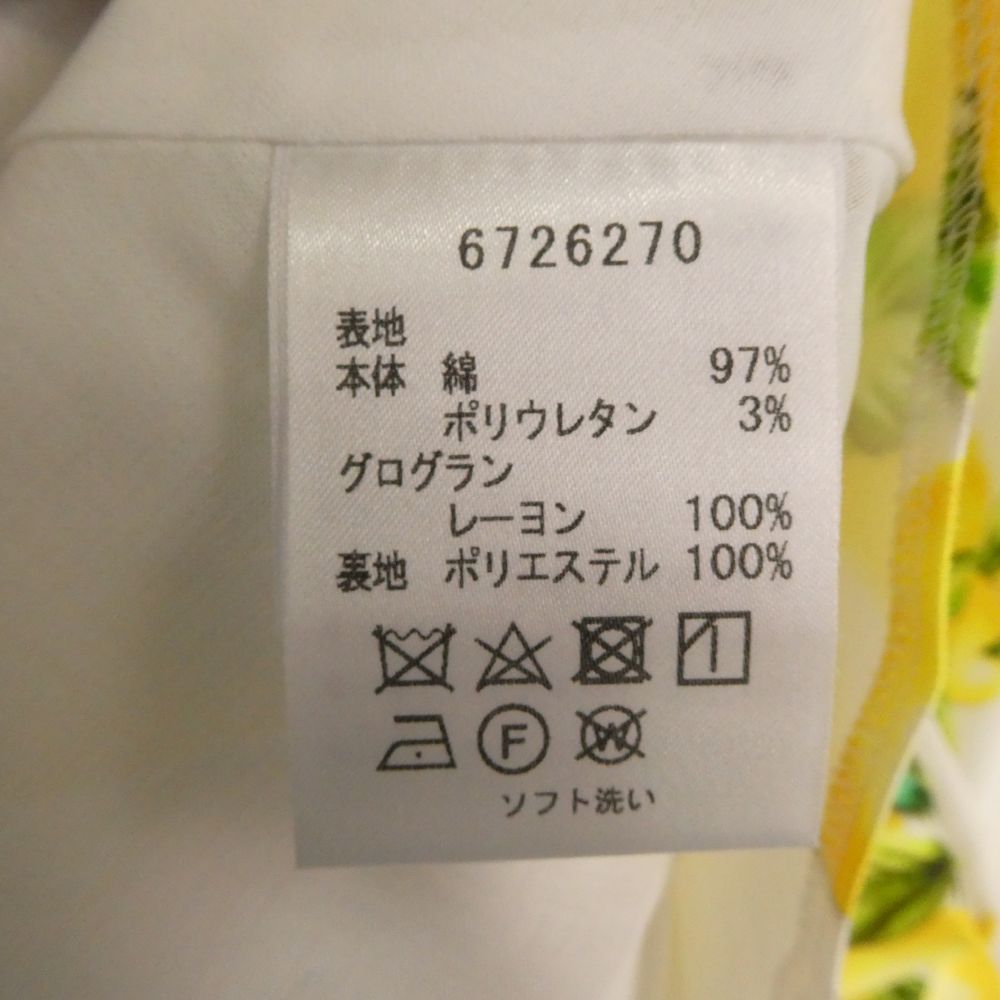 6726270
表地
本体 綿 97%
ポリウレタン 3%
グログラン
レーヨン 100%
裏地 ポリエステル 100%
F W
ソフト洗い